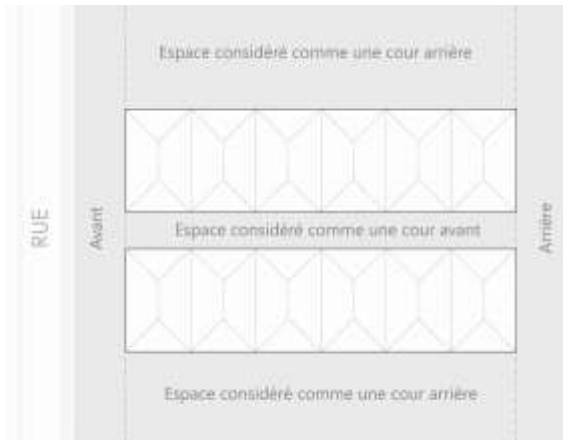 Espace considéré comme une cour arrière
RUE
Avant
Espace considéré comme une cour avant
Arrière
Espace considéré comme une cour arrière